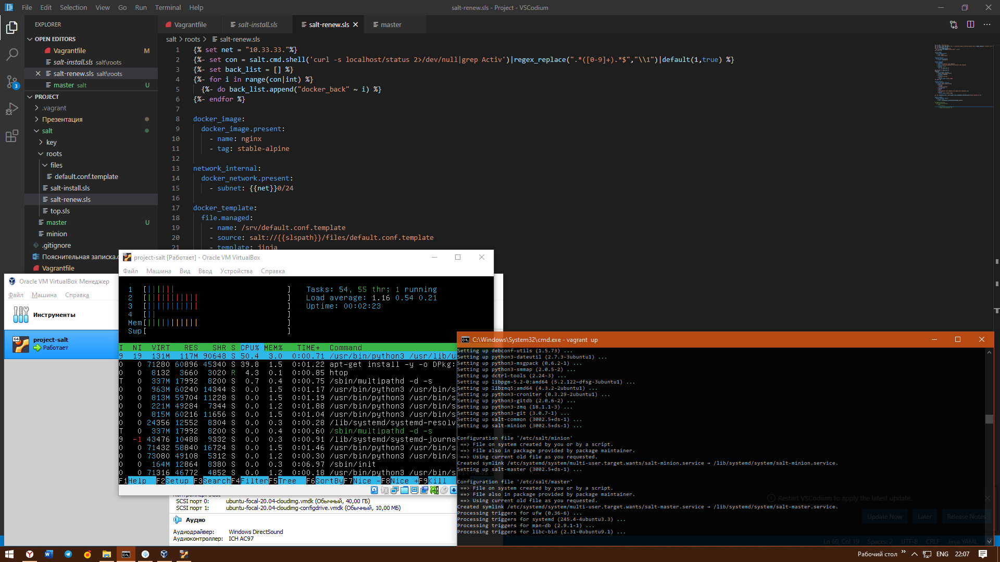 File Edit Selection View Go Run Terminal Help
salt-renew.sls - Project - VSCodium
EXPLORER
OPEN EDITORS
Vagrantfile M
salt-install.sls salt\roots
salt-renew.sls salt\roots
master salt U
PROJECT
.vagrant
Презентация
salt
key
roots
files
default.conf.template
salt-install.sls
salt-renew.sls
top.sls
master U
minion
.gitignore
Пояснительная записка.
Vagrantfile
3
Vagrantfile salt-install.sls salt-renew.sls master
salt > roots > salt-renew.sls
1 {% set net = "10.33.33."%}
2 {%- set con = salt.cmd.shell('curl -s localhost/status 2>/dev/null|grep Activ')|regex_replace(".*([0-9]+).*$","\\1")|default(1,true) %}
3 {%- set back_list = [] %}
4 {%- for i in range(con|int) %}
5 {%- do back_list.append("docker_back" ~ i) %}
6 {%- endfor %}
7
8 docker_image:
9 docker_image.present:
10 - name: nginx
11 - tag: stable-alpine
12
13 network_internal:
14 docker_network.present:
15 - subnet: {{net}}0/24
16
17 docker_template:
18 file.managed:
19 - name: /srv/default.conf.template
20 - source: salt://{{slspath}}/files/default.conf.template
21 - template: jinja
Oracle VM VirtualBox Менеджер
Файл Машина Справка
Инструменты
64
project-salt
Работает
project-salt [Работает] - Oracle VM VirtualBox
Файл Машина Вид Ввод Устройства Справка
1 [|||||| ] Tasks: 54, 55 thr; 1 running
2 [||||||||||| ] Load average: 1.16 0.54 0.21
3 [||||||||||| ] Uptime: 00:02:23
4 [|| ]
Mem[||||||||||| ]
Swp[ ]
I NI VIRT RES SHR S CPU% MEM% TIME+ Command
9 19 131M 117M 90648 S 50.4 3.0 0:00.71 /usr/bin/python3 /usr/lib/u
0 0 71280 60896 45340 S 39.8 1.5 0:01.22 apt-get install -y -o DPkg:
0 0 8132 3660 3020 R 4.3 0.1 0:00.85 htop
T 0 337M 17992 8200 S 0.7 0.4 0:00.75 /sbin/multipathd -d -s
0 0 963M 60240 14344 S 0.0 1.5 0:01.17 /usr/bin/python3 /usr/bin/s
0 0 813M 59704 11228 S 0.0 1.5 0:01.19 /usr/bin/python3 /usr/bin/s
0 0 221M 49284 7344 S 0.0 1.2 0:01.88 /usr/bin/python3 /usr/bin/s
0 0 815M 60216 11656 S 0.0 1.5 0:01.04 /usr/bin/python3 /usr/bin/s
0 0 24356 12552 8304 S 0.0 0.3 0:00.28 /lib/systemd/systemd-resolv
T 0 337M 17992 8200 S 0.0 0.4 0:00.60 /sbin/multipathd -d -s
9 -1 43476 10488 9332 S 0.0 0.3 0:00.91 /lib/systemd/systemd-journa
0 0 71432 58840 16724 S 0.0 1.5 0:01.46 /usr/bin/python3 /usr/bin/s
0 0 73080 49108 5312 S 0.0 1.2 0:00.30 /usr/bin/python3 /usr/bin/s
0 0 164M 12864 8380 S 0.0 0.3 0:06.97 /sbin/init
0 0 71316 46772 4852 S 0.0 1.2 0:00.18 /usr/bin/python3 /usr/bin/s
F1Help F2Setup F3SearchF4FilterF5Tree F6SortByF7Nice -F8Nice +F9Kill
SCSI порт 0: ubuntu-focal-20.04-cloudimg.vmdk (Обычный, 40,00 ГБ)
SCSI порт 1: ubuntu-focal-20.04-cloudimg-configdrive.vmdk (Обычный, 10,00 МБ)
Аудио
Аудиодрайвер: Windows DirectSound
Аудиоконтроллер: ICH AC97
C:\Windows\System32\cmd.exe - vagrant up
Setting up debconf-utils (1.5.73) ...
Setting up python3-dateutil (2.7.3-3ubuntu1) ...
Setting up python3-msgpack (0.6.2-1) ...
Setting up python3-smmap (2.0.5-2) ...
Setting up dctrl-tools (2.24-3) ...
Setting up libpgm-5.2-0:amd64 (5.2.122~dfsg-3ubuntu1) ...
Setting up libzmq5:amd64 (4.3.2-2ubuntu1) ...
Setting up python3-croniter (0.3.29-2ubuntu1) ...
Setting up python3-gitdb (2.0.6-2) ...
Setting up python3-zmq (18.1.1-3) ...
Setting up python3-git (3.0.7-1) ...
Setting up salt-common (3002.5+ds-1) ...
Setting up salt-minion (3002.5+ds-1) ...
Configuration file '/etc/salt/minion'
==> File on system created by you or by a script.
==> File also in package provided by package maintainer.
==> Using current old file as you requested.
Created symlink /etc/systemd/system/multi-user.target.wants/salt-minion.service → /lib/systemd/system/salt-minion.service.
Setting up salt-master (3002.5+ds-1) ...
Configuration file '/etc/salt/master'
==> File on system created by you or by a script.
==> File also in package provided by package maintainer.
==> Using current old file as you requested.
Created symlink /etc/systemd/system/multi-user.target.wants/salt-master.service → /lib/systemd/system/salt-master.service.
Processing triggers for ufw (0.36-6) ...
Processing triggers for systemd (245.4-4ubuntu3.3) ...
Processing triggers for man-db (2.9.1-1) ...
Processing triggers for libc-bin (2.31-0ubuntu9.1) ...
Restart VSCodium to apply the latest update.
Update Now Later Release Notes
Ln 60, Col 19 Spaces: 2 UTF-8 CRLF Jinja YAML
Рабочий стол ENG 22:07